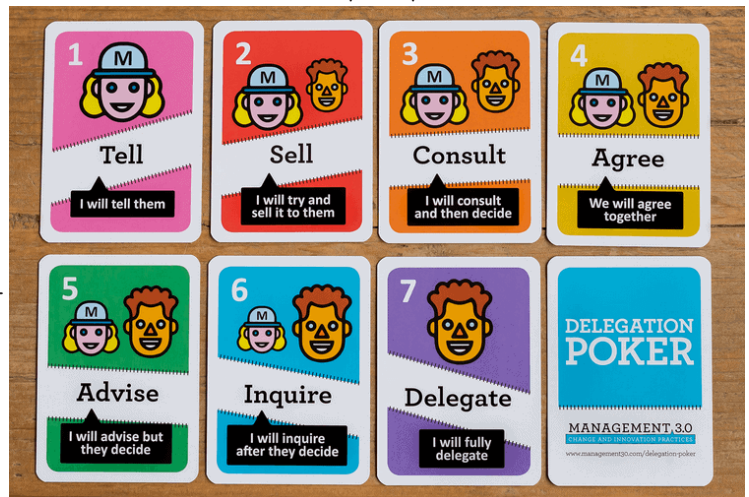 1
M
Tell
I will tell them
2
M
Sell
I will try and
sell it to them
3
M
Consult
I will consult
and then decide
4
M
Agree
We will agree
together
5
M
Advise
I will advise but
they decide
6
M
Inquire
I will inquire
after they decide
7
Delegate
I will fully
delegate
DELEGATION
POKER
MANAGEMENT 3.0
CHANGE AND INNOVATION PRACTICES
www.management30.com/delegation-poker